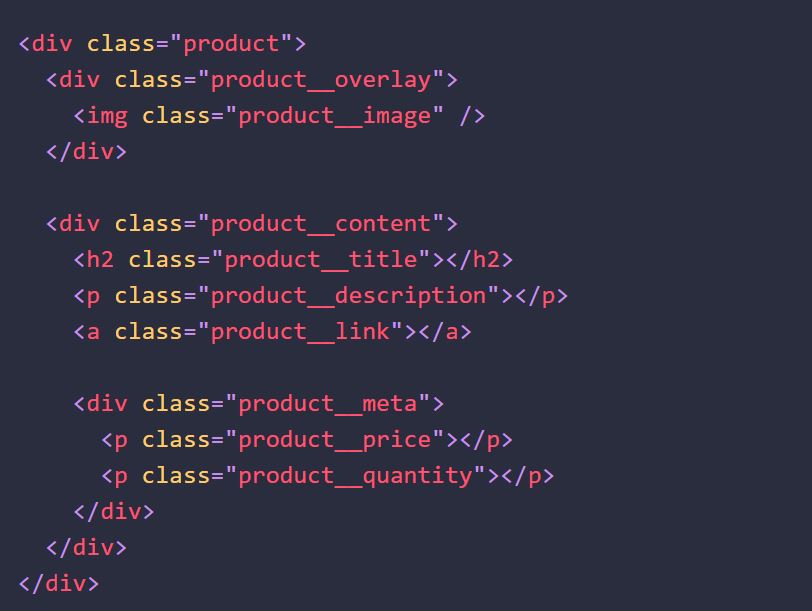 <div class="product">
  <div class="product__overlay">
    <img class="product__image" />
  </div>

  <div class="product__content">
    <h2 class="product__title"></h2>
    <p class="product__description"></p>
    <a class="product__link"></a>

    <div class="product__meta">
      <p class="product__price"></p>
      <p class="product__quantity"></p>
    </div>
  </div>
</div>